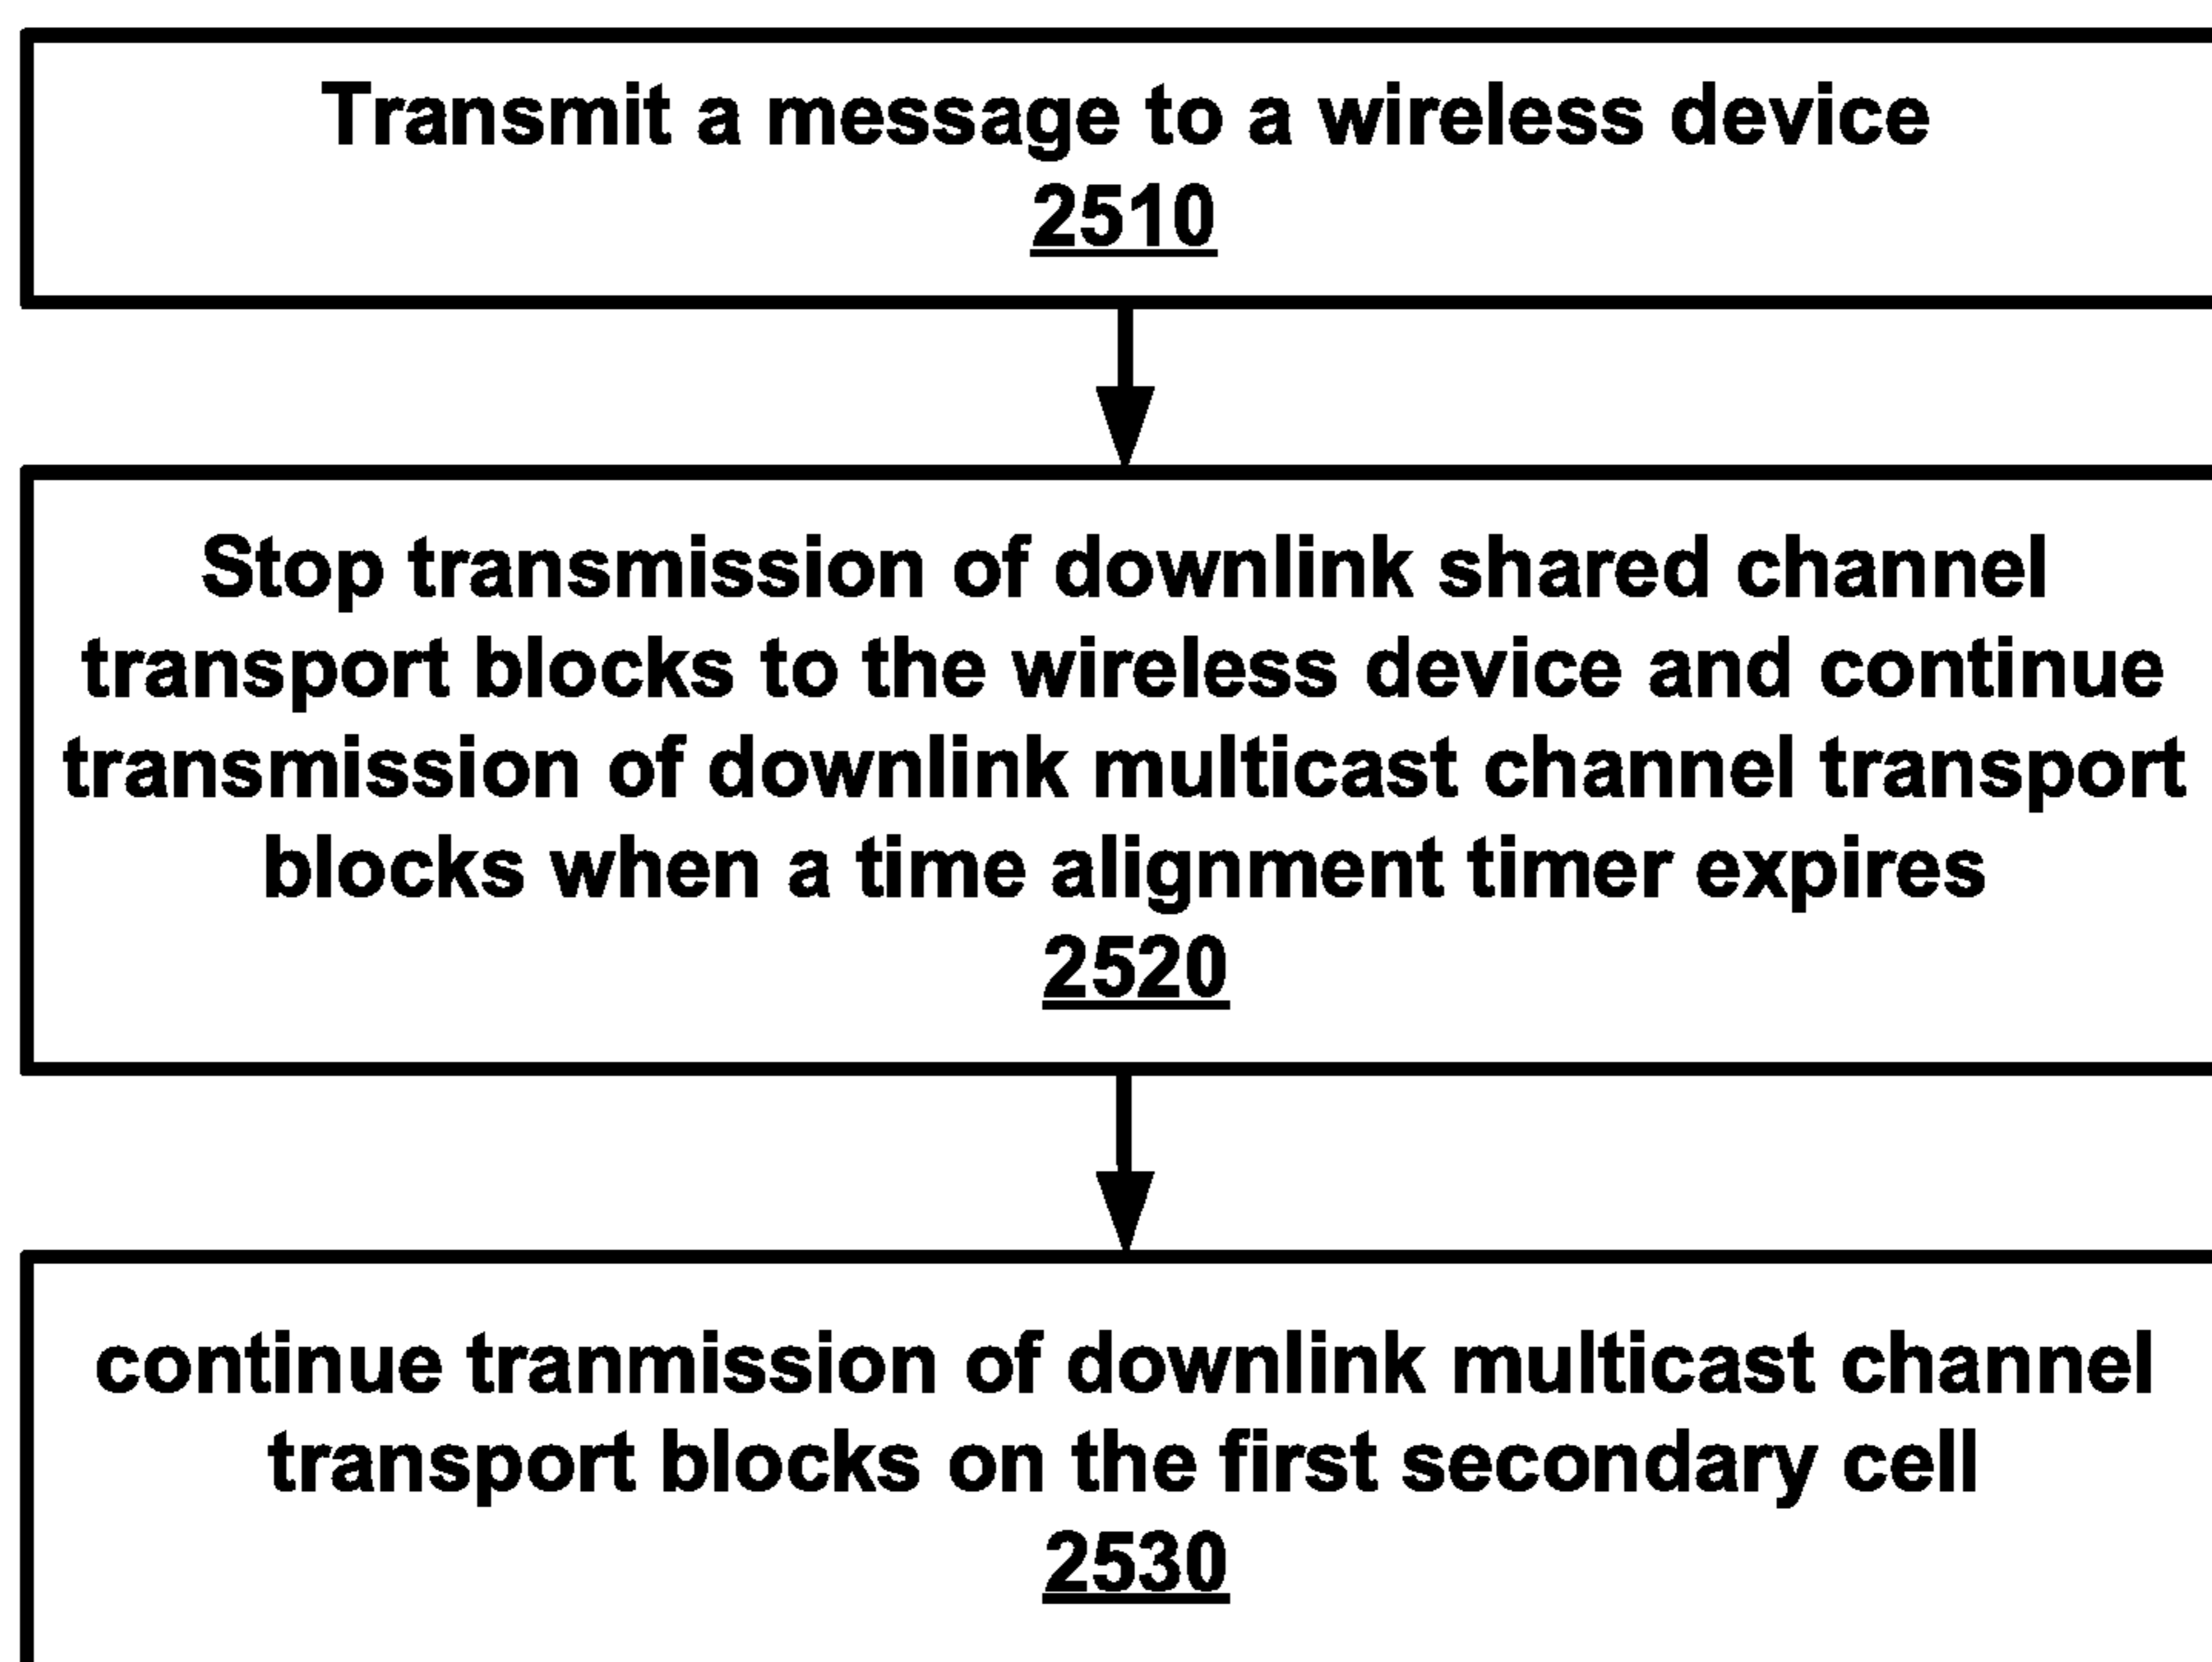 Transmit a message to a wireless device
2510
Stop transmission of downlink shared channel
transport blocks to the wireless device and continue
transmission of downlink multicast channel transport
blocks when a time alignment timer expires
2520
continue tranmission of downlink multicast channel
transport blocks on the first secondary cell
2530